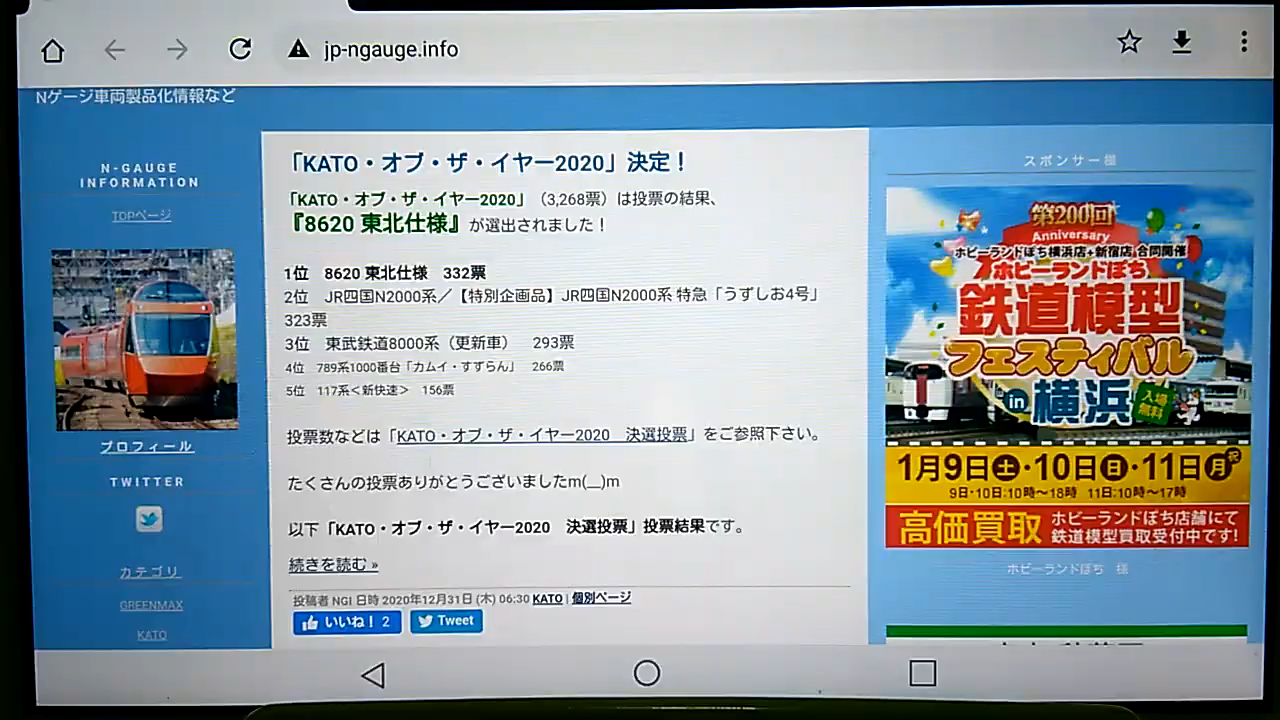 jp-ngauge.info
Nゲージ車両製品化情報など
N-GAUGE
INFORMATION
TOPページ
プロフィール
TWITTER
カテゴリ
GREENMAX
KATO
「KATO・オブ・ザ・イヤー2020」決定！
「KATO・オブ・ザ・イヤー2020」（3,268票）は投票の結果、
『8620 東北仕様』が選出されました！
1位　8620 東北仕様　332票
2位　JR四国N2000系／【特別企画品】JR四国N2000系 特急「うずしお4号」
323票
3位　東武鉄道8000系（更新車）　293票
4位　789系1000番台「カムイ・すずらん」　266票
5位　117系＜新快速＞　156票
投票数などは「KATO・オブ・ザ・イヤー2020　決選投票」をご参照下さい。
たくさんの投票ありがとうございましたm(__)m
以下「KATO・オブ・ザ・イヤー2020　決選投票」投票結果です。
続きを読む »
投稿者 NGI 日時 2020年12月31日 (木) 06:30 KATO | 個別ページ
いいね！ 2
Tweet
スポンサー様
第200回
Anniversary
ホビーランドぽち横浜店+新宿店 合同開催
ホビーランドぽち
鉄道模型
フェスティバル
in 横浜
入場
無料
1月9日土・10日日・11日月祝
9日・10日:10時〜18時　11日:10時〜17時
高価買取
ホビーランドぽち店舗にて
鉄道模型買取受付中です!
ホビーランドぽち　様